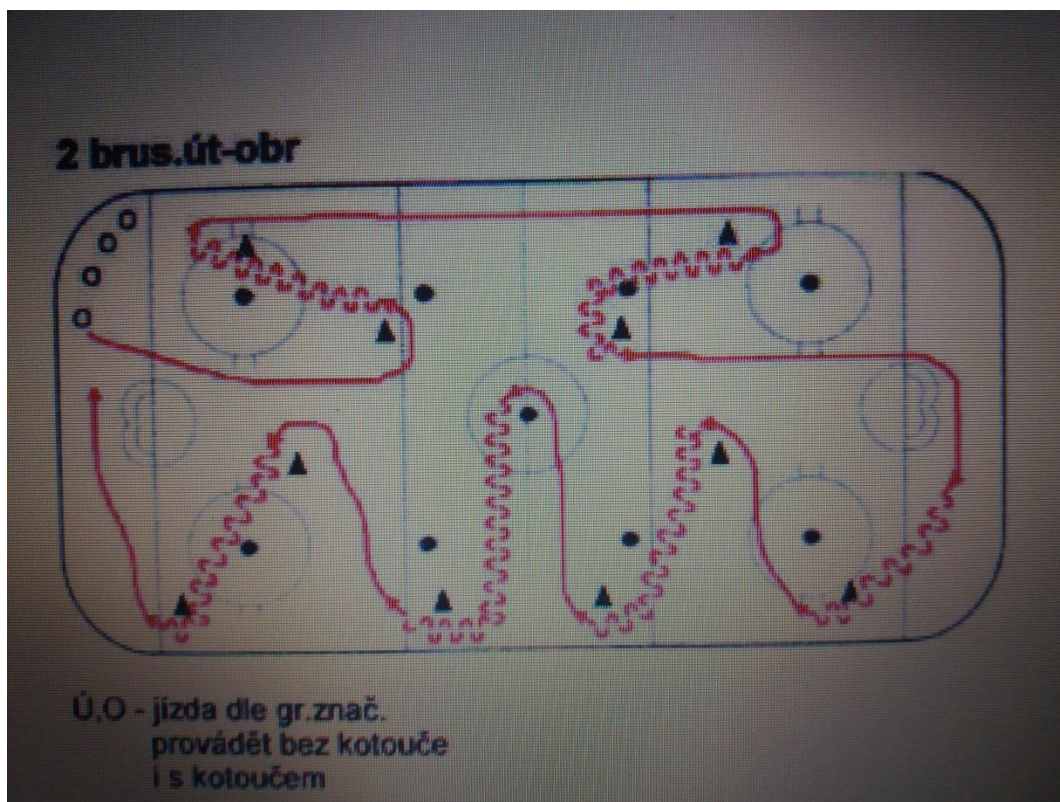 2 brus.út-obr
Ú,O - jízda dle gr.znač.
provádět bez kotouče
i s kotoučem